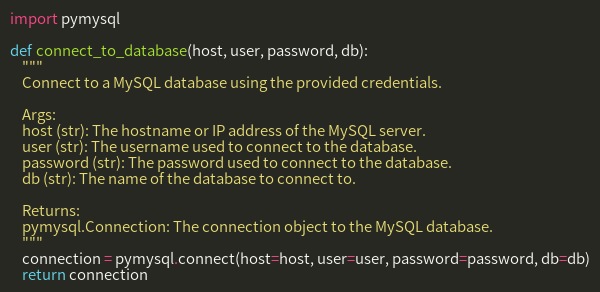 import pymysql

def connect_to_database(host, user, password, db):
    """
    Connect to a MySQL database using the provided credentials.

    Args:
    host (str): The hostname or IP address of the MySQL server.
    user (str): The username used to connect to the database.
    password (str): The password used to connect to the database.
    db (str): The name of the database to connect to.

    Returns:
    pymysql.Connection: The connection object to the MySQL database.
    """
    connection = pymysql.connect(host=host, user=user, password=password, db=db)
    return connection